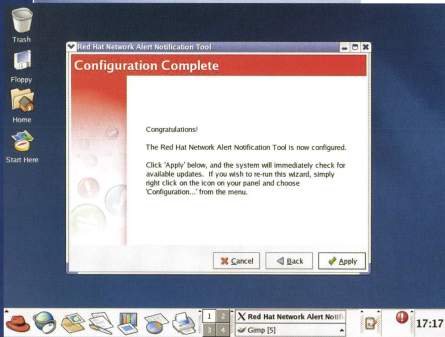 Trash
Floppy
Home
Start Here
Red Hat Network Alert Notification Tool
Configuration Complete
Congratulations!
The Red Hat Network Alert Notification Tool is now configured.
Click 'Apply' below, and the system will immediately check for
available updates. If you wish to re-run this wizard, simply
right click on the icon on your panel and choose
'Configuration...' from the menu.
Cancel
Back
Apply
1 2
3 4
Red Hat Network Alert Notifi
Gimp [5]
17:17